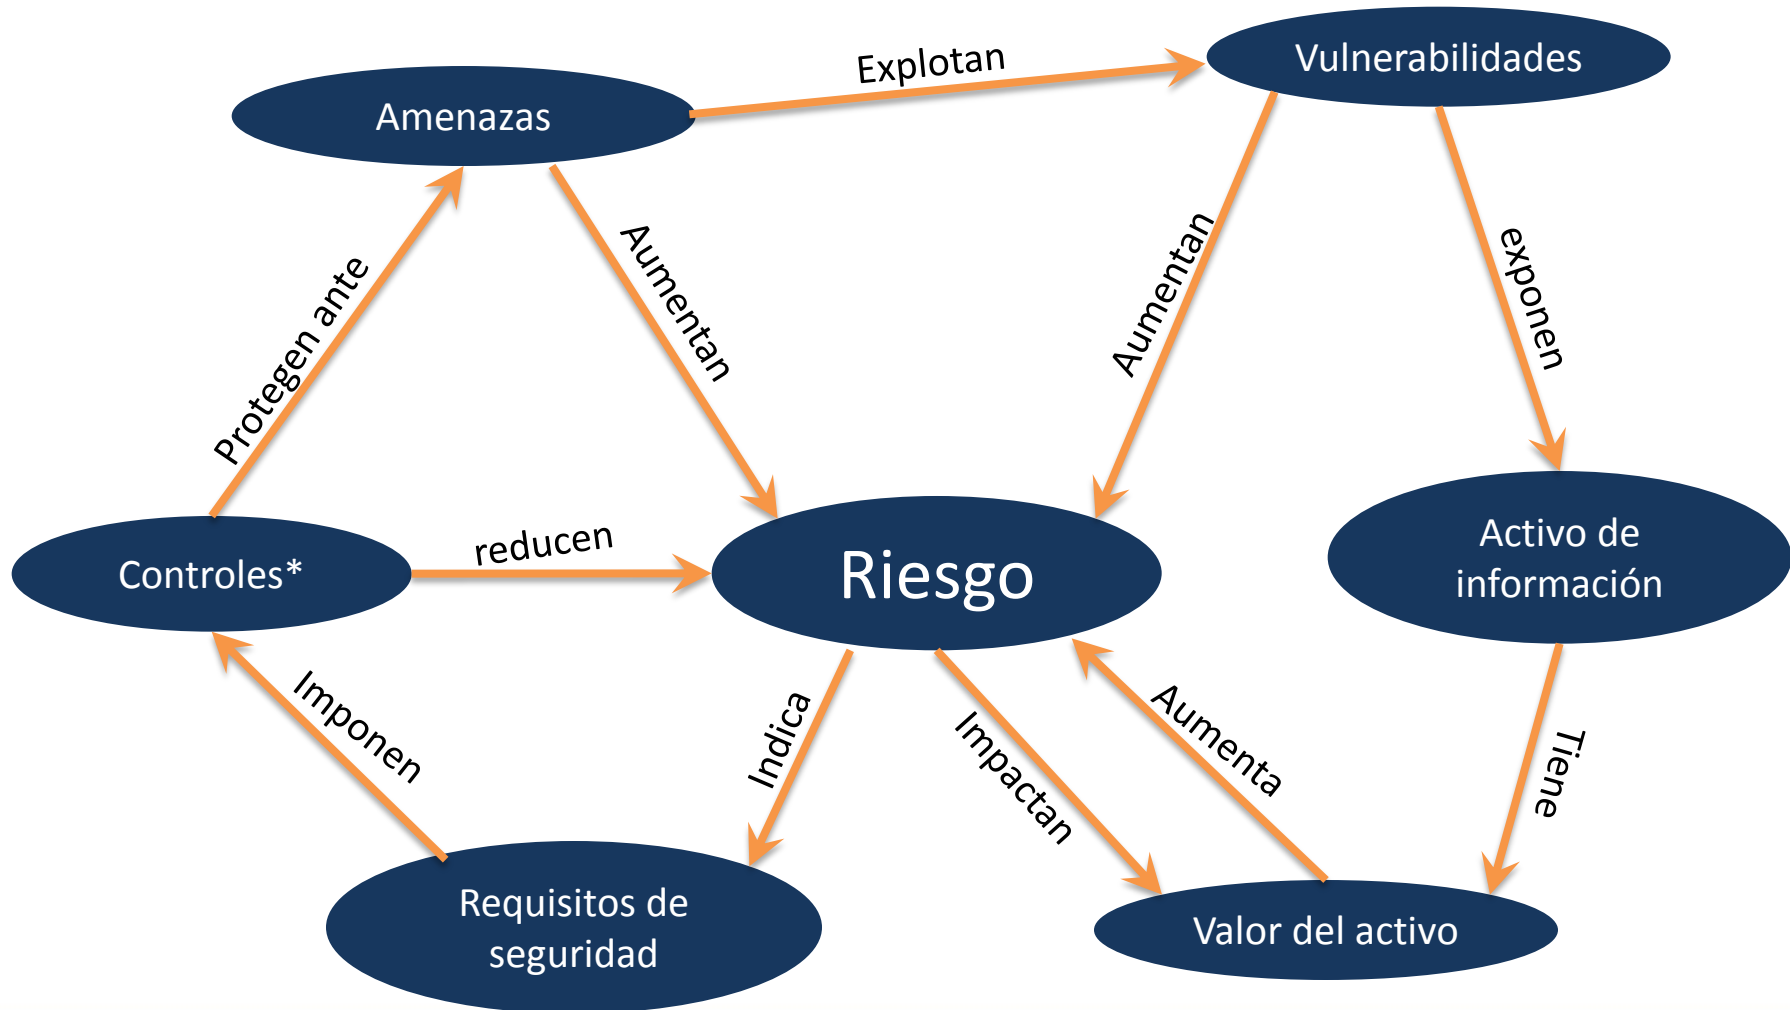 Explotan
Vulnerabilidades
Amenazas
Protegen ante
Aumentan
Aumentan
exponen
Controles*
reducen
Riesgo
Activo de
información
Imponen
Indica
Impactan
Aumenta
Tiene
Requisitos de
seguridad
Valor del activo